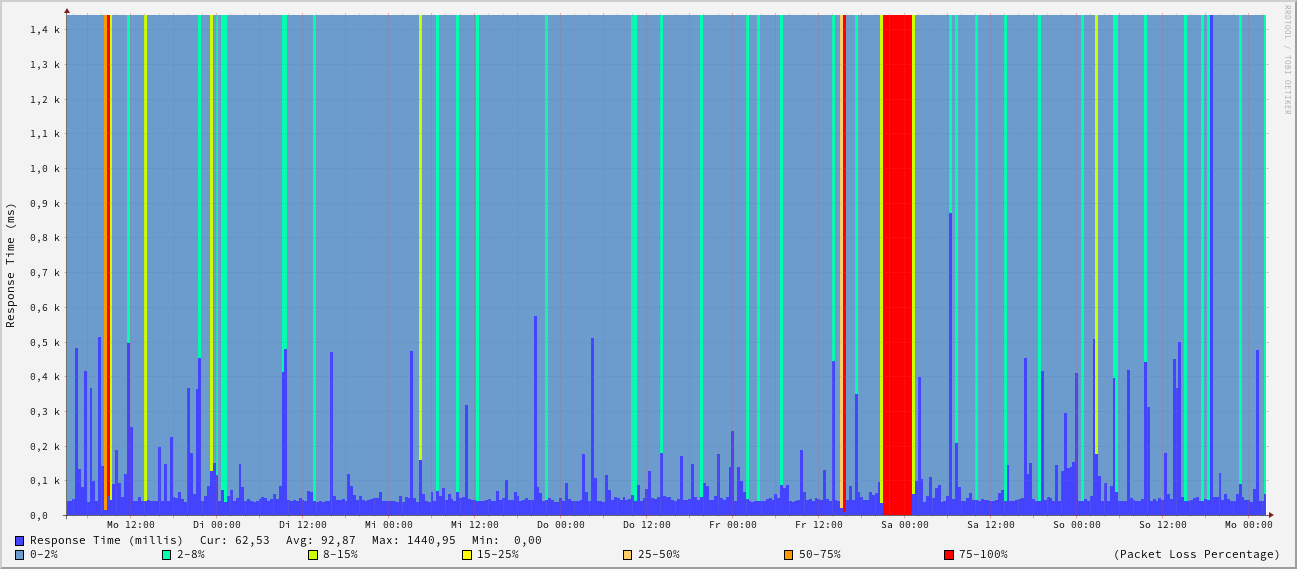 RRDTOOL / TOBI OETIKER
Response Time (ms)
1,4 k
1,3 k
1,2 k
1,1 k
1,0 k
0,9 k
0,8 k
0,7 k
0,6 k
0,5 k
0,4 k
0,3 k
0,2 k
0,1 k
0,0
Mo 12:00 Di 00:00 Di 12:00 Mi 00:00 Mi 12:00 Do 00:00 Do 12:00 Fr 00:00 Fr 12:00 Sa 00:00 Sa 12:00 So 00:00 So 12:00 Mo 00:00
Response Time (millis) Cur: 62,53 Avg: 92,87 Max: 1440,95 Min: 0,00
0-2% 2-8% 8-15% 15-25% 25-50% 50-75% 75-100% (Packet Loss Percentage)